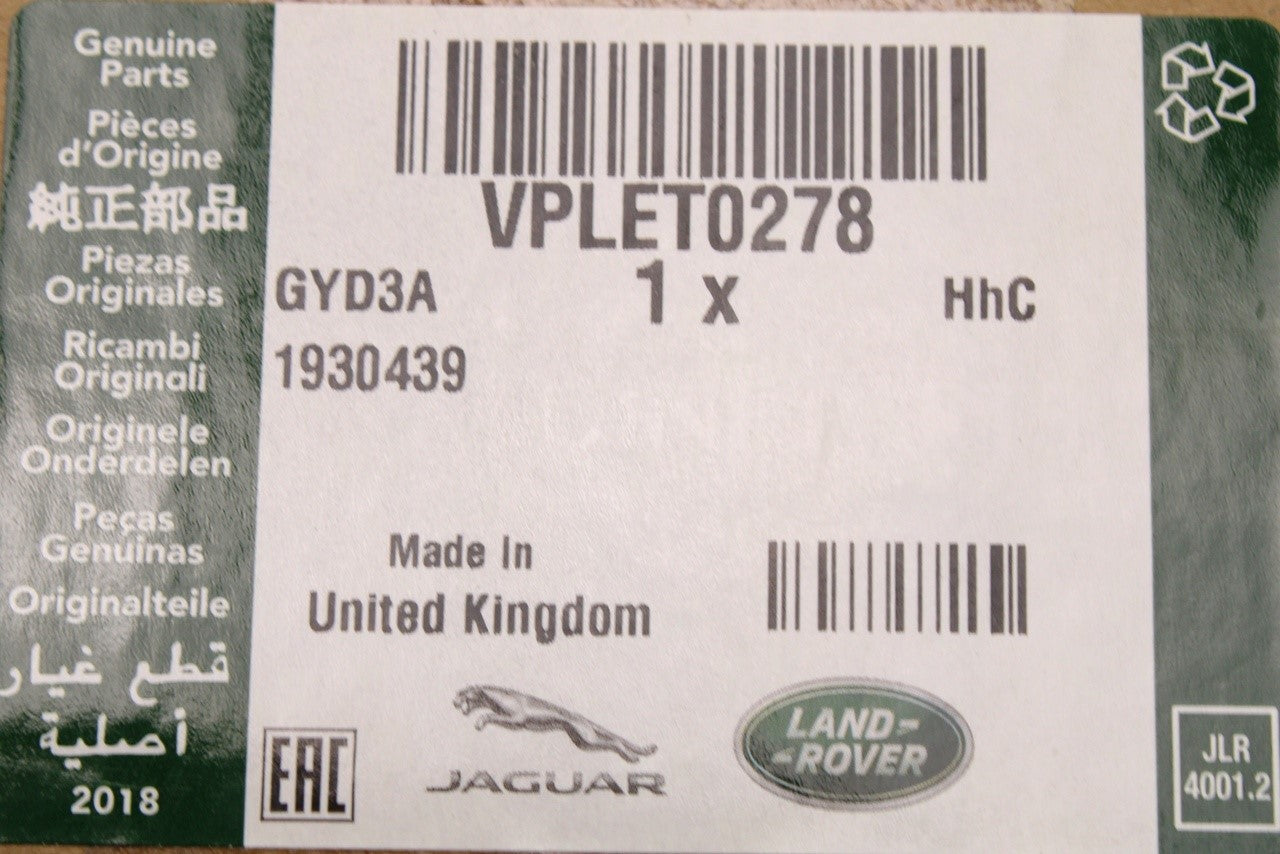 Genuine
Parts
Pièces
d'Origine
純正部品
Piezas
Originales
Ricambi
Originali
Originele
Onderdelen
Peças
Genuinas
Originalteile
قطع غيار
أصلية
2018
VPLET0278
GYD3A 1 x HhC
1930439
Made In
United Kingdom
EAC
JAGUAR
LAND-
-ROVER
JLR
4001.2